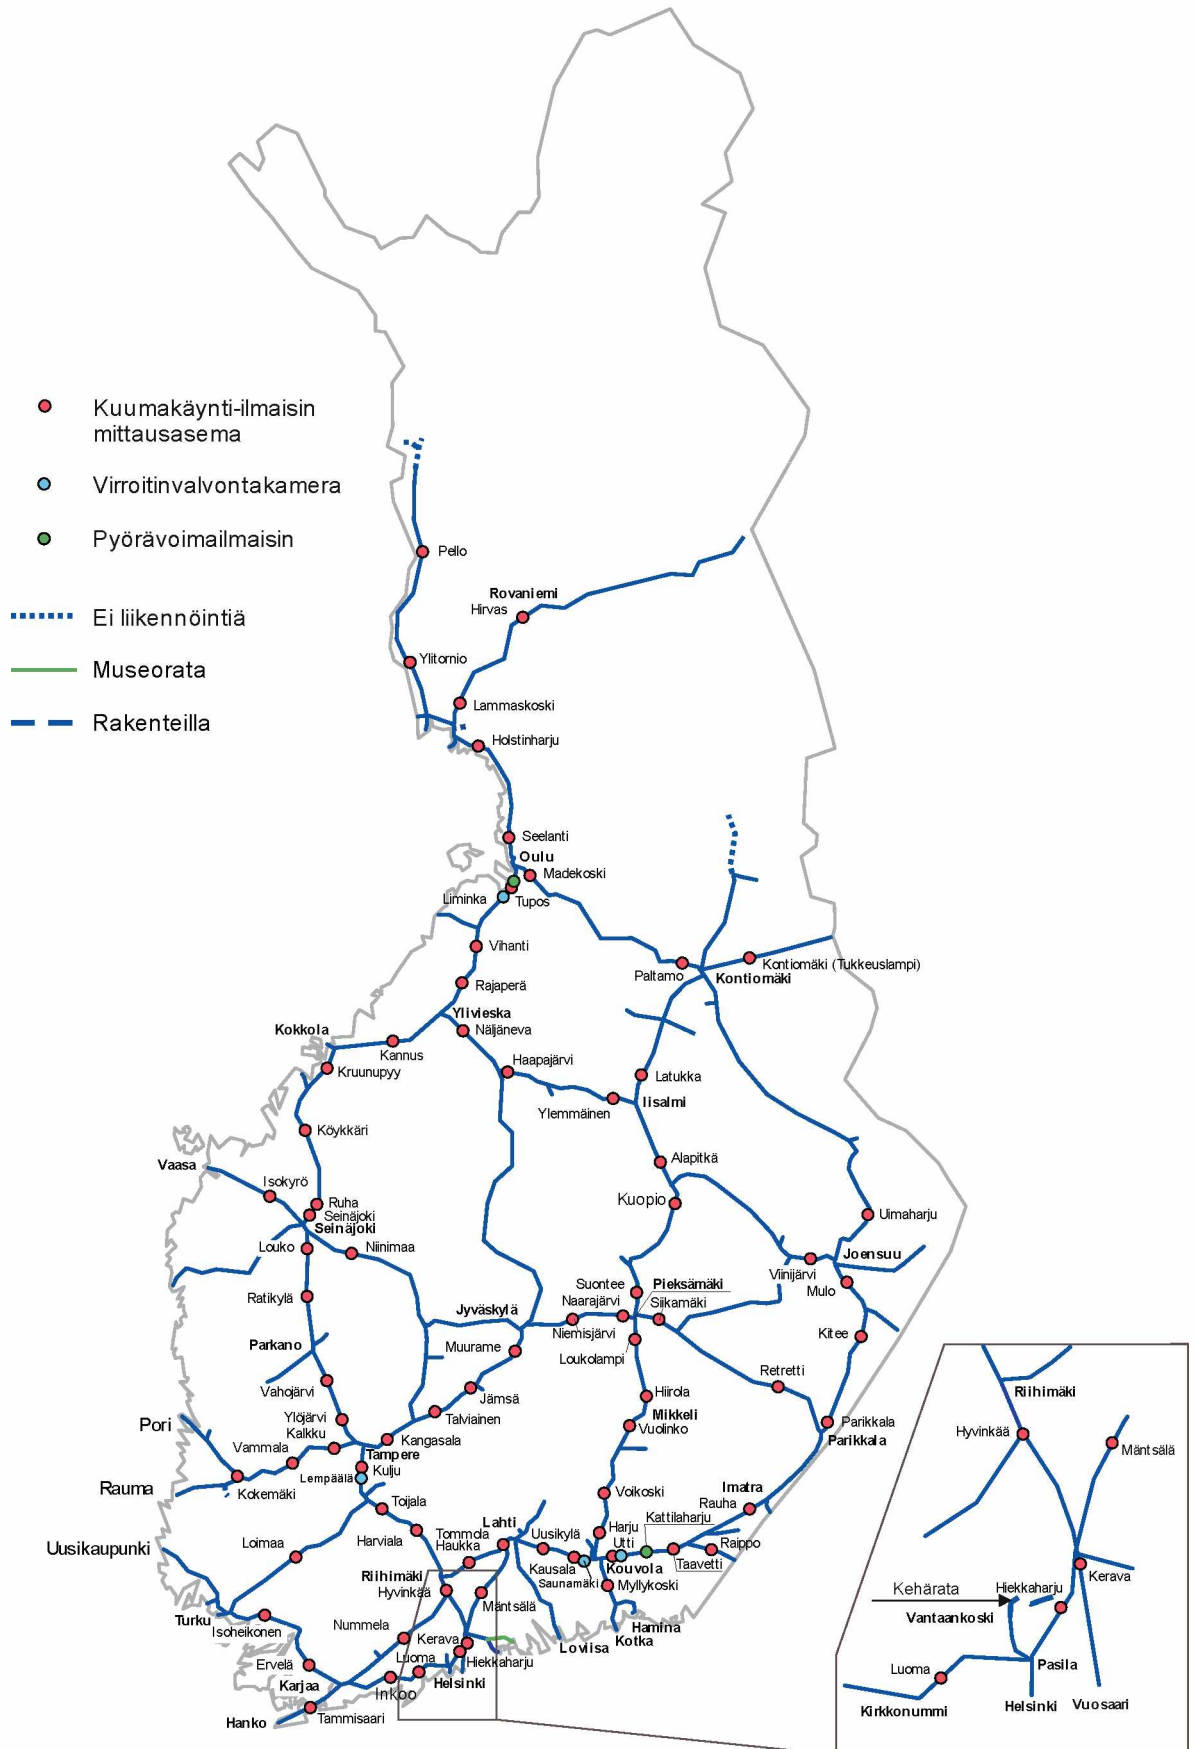 Kuumakäynti-ilmaisin
mittausasema
Virroitinvalvontakamera
Pyörävoimailmaisin
Ei liikennöintiä
Museorata
Rakenteilla
Pello
Rovaniemi
Hirvas
Ylitornio
Lammaskoski
Holstinharju
Seelanti
Oulu
Madekoski
Liminka
Tupos
Vihanti
Paltamo
Kontiomäki (Tukkeuslampi)
Kontiomäki
Rajaperä
Ylivieska
Näljäneva
Kokkola
Kannus
Kruunupyy
Haapajärvi
Latukka
Ylemmäinen
Iisalmi
Köykkäri
Alapitkä
Vaasa
Isokyrö
Kuopio
Ruha
Seinäjoki
Seinäjoki
Uimaharju
Louko
Niinimaa
Joensuu
Viinijärvi
Mulo
Suontee
Pieksämäki
Naarajärvi
Siikamäki
Ratikylä
Jyväskylä
Niemisjärvi
Kitee
Parkano
Muurame
Loukolampi
Retretti
Vahojärvi
Jämsä
Hiirola
Talviainen
Mikkeli
Vuolinko
Parikkala
Parikkala
Ylöjärvi
Kalkku
Pori
Vammala
Kangasala
Tampere
Kulju
Lempäälä
Rauma
Kokemäki
Voikoski
Imatra
Rauha
Toijala
Kattilaharju
Harviala
Lahti
Tommola
Haukka
Uusikylä
Harju
Utti
Raippo
Taavetti
Uusikaupunki
Loimaa
Kausala
Kouvola
Saunamäki
Myllykoski
Riihimäki
Hyvinkää
Mäntsälä
Turku
Isoheikonen
Nummela
Kerava
Hamina
Kotka
Loviisa
Luoma
Hiekkaharju
Ervelä
Karjaa
Inkoo
Helsinki
Hanko
Tammisaari
Riihimäki
Hyvinkää
Mäntsälä
Kerava
Kehärata
Hiekkaharju
Vantaankoski
Luoma
Pasila
Kirkkonummi
Helsinki
Vuosaari